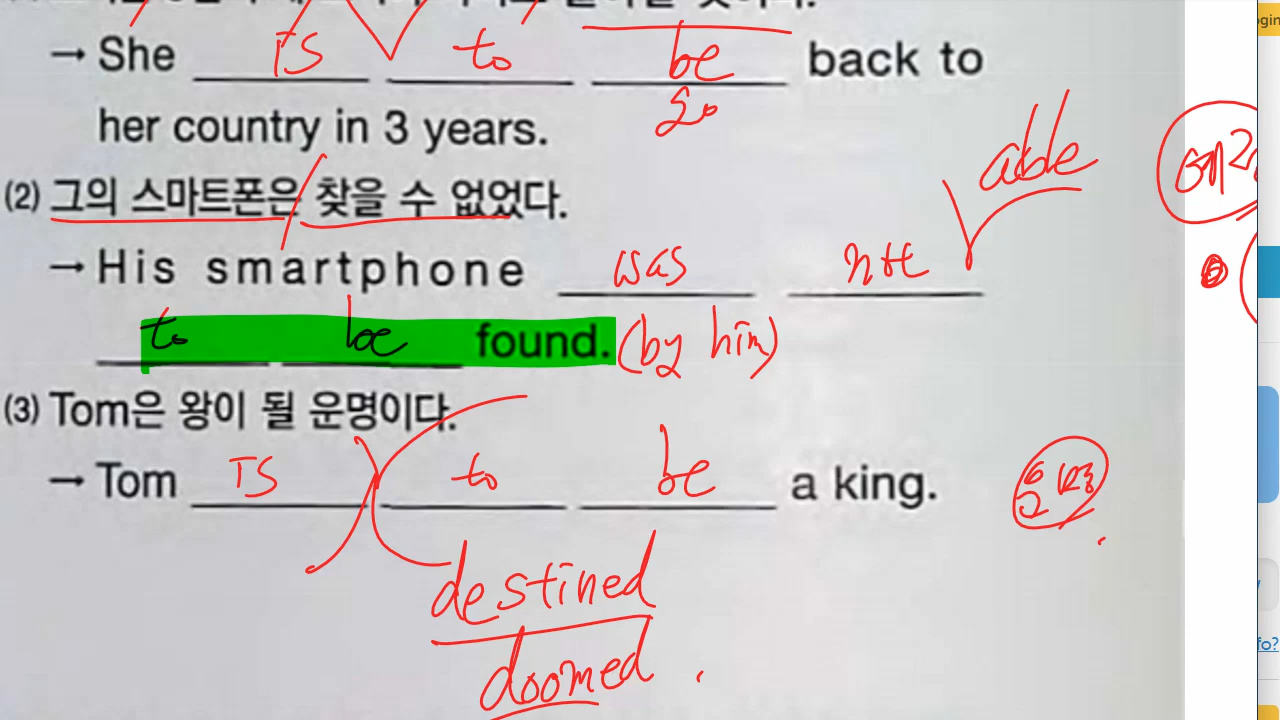 → She is to be back to
go
her country in 3 years.
able
(2) 그의 스마트폰은 / 찾을 수 없었다.
→ His smartphone was not
to be found. (by him)
(3) Tom은 왕이 될 운명이다.
→ Tom is to be a king.
운명
destined
doomed.